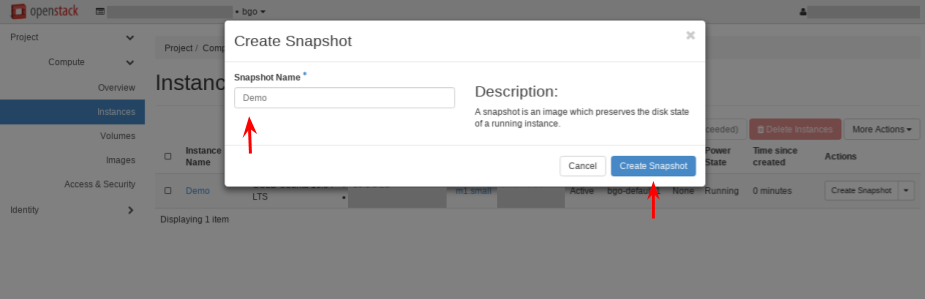 openstack
• bgo
Project
Project / Comp
Create Snapshot
×
Compute
Overview
Instances
Volumes
Images
Access & Security
Identity
Instanc
Snapshot Name *
Demo
Description:
A snapshot is an image which preserves the disk state
of a running instance.
Cancel
Create Snapshot
ceeded)
Delete Instances
More Actions
Instance
Name
Power
State
Time since
created
Actions
Demo
LTS
m1.small
Active
bgo-default-1
None
Running
0 minutes
Create Snapshot
Displaying 1 item